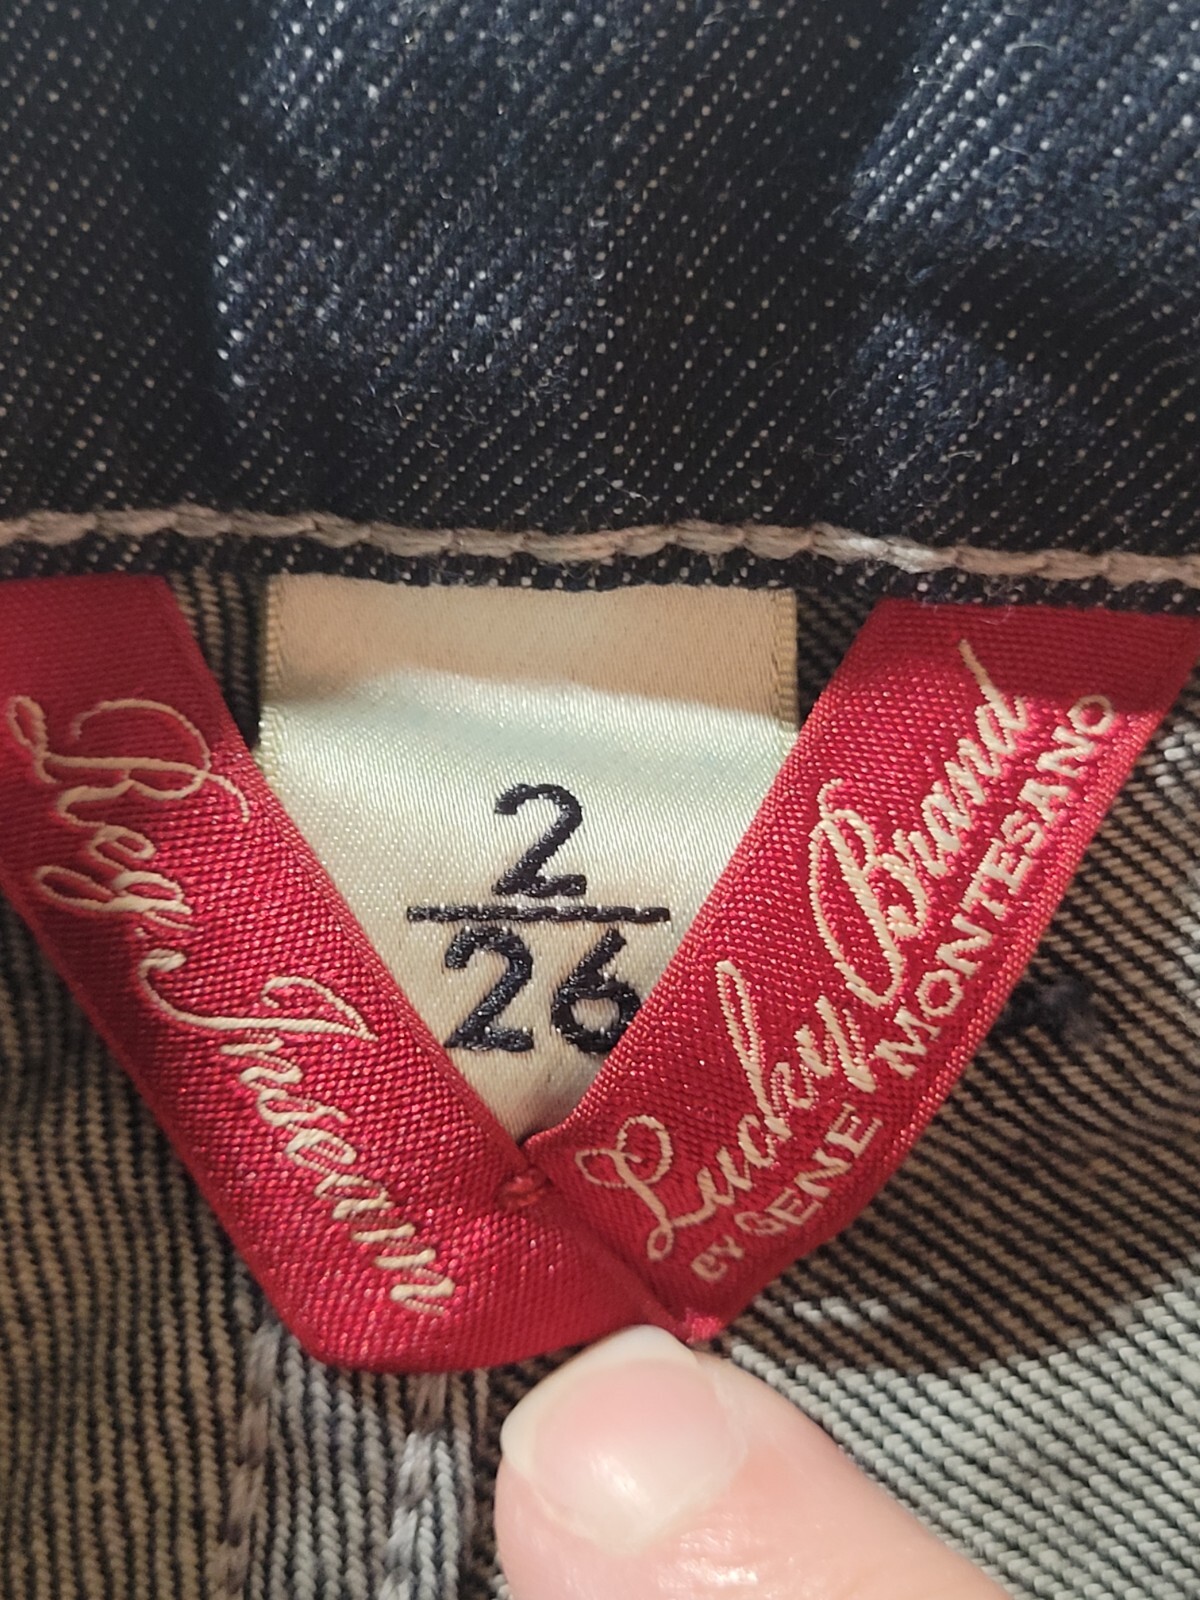 Reg Inseam
2
26
Lucky Brand
BY GENE MONTESANO